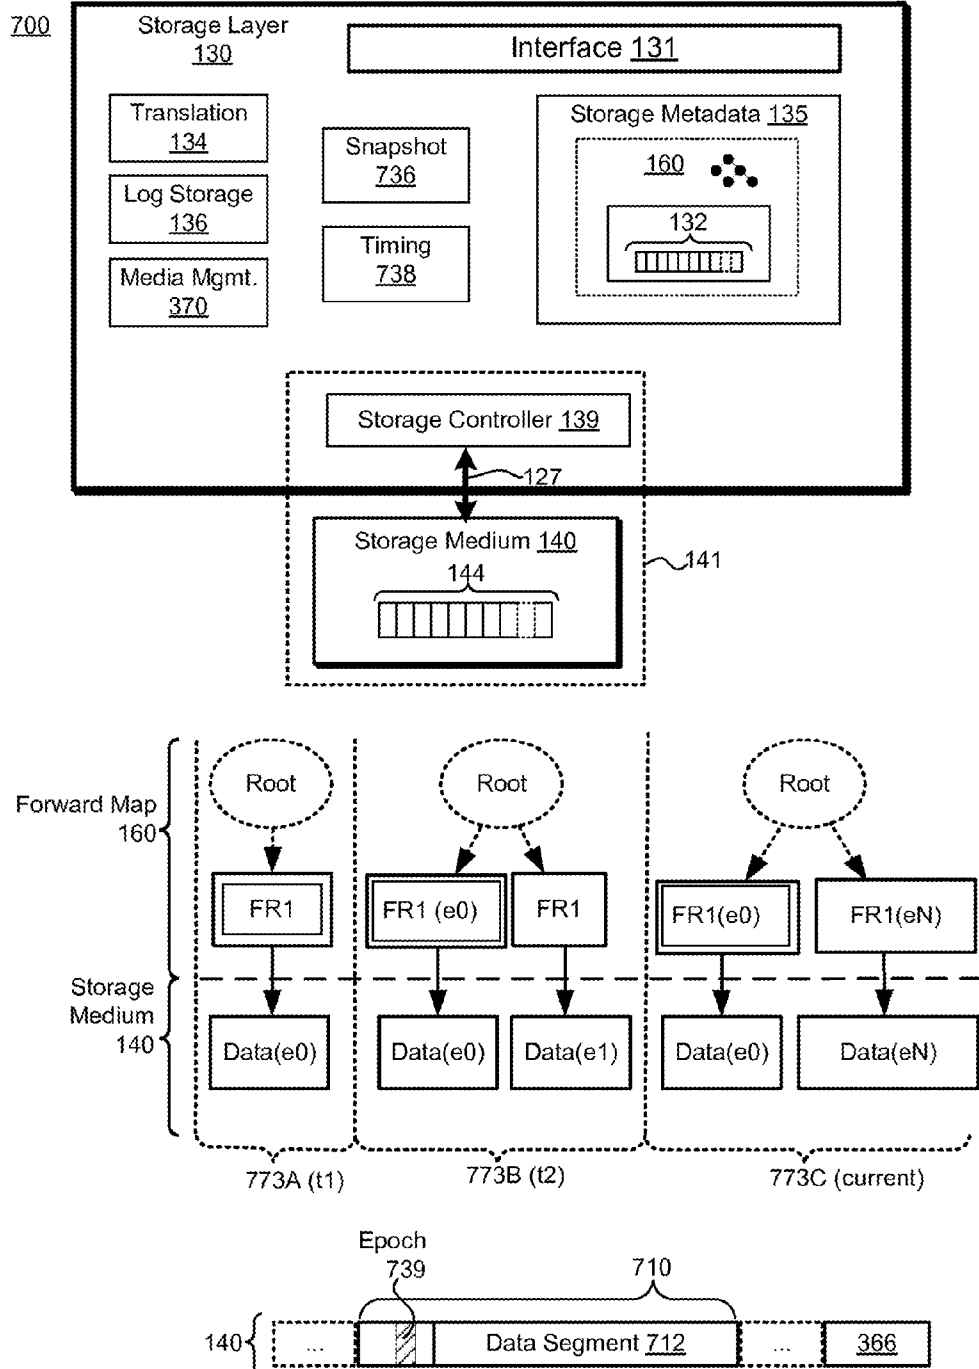 700
Storage Layer
130
Interface 131
Translation
134
Log Storage
136
Media Mgmt.
370
Snapshot
736
Timing
738
Storage Metadata 135
160
132
Storage Controller 139
127
Storage Medium 140
144
141
Forward Map
160
Root
Root
Root
FR1
FR1 (e0)
FR1
FR1(e0)
FR1(eN)
Storage
Medium
140
Data(e0)
Data(e0)
Data(e1)
Data(e0)
Data(eN)
773A (t1)
773B (t2)
773C (current)
Epoch
739
710
140
...
Data Segment 712
...
366